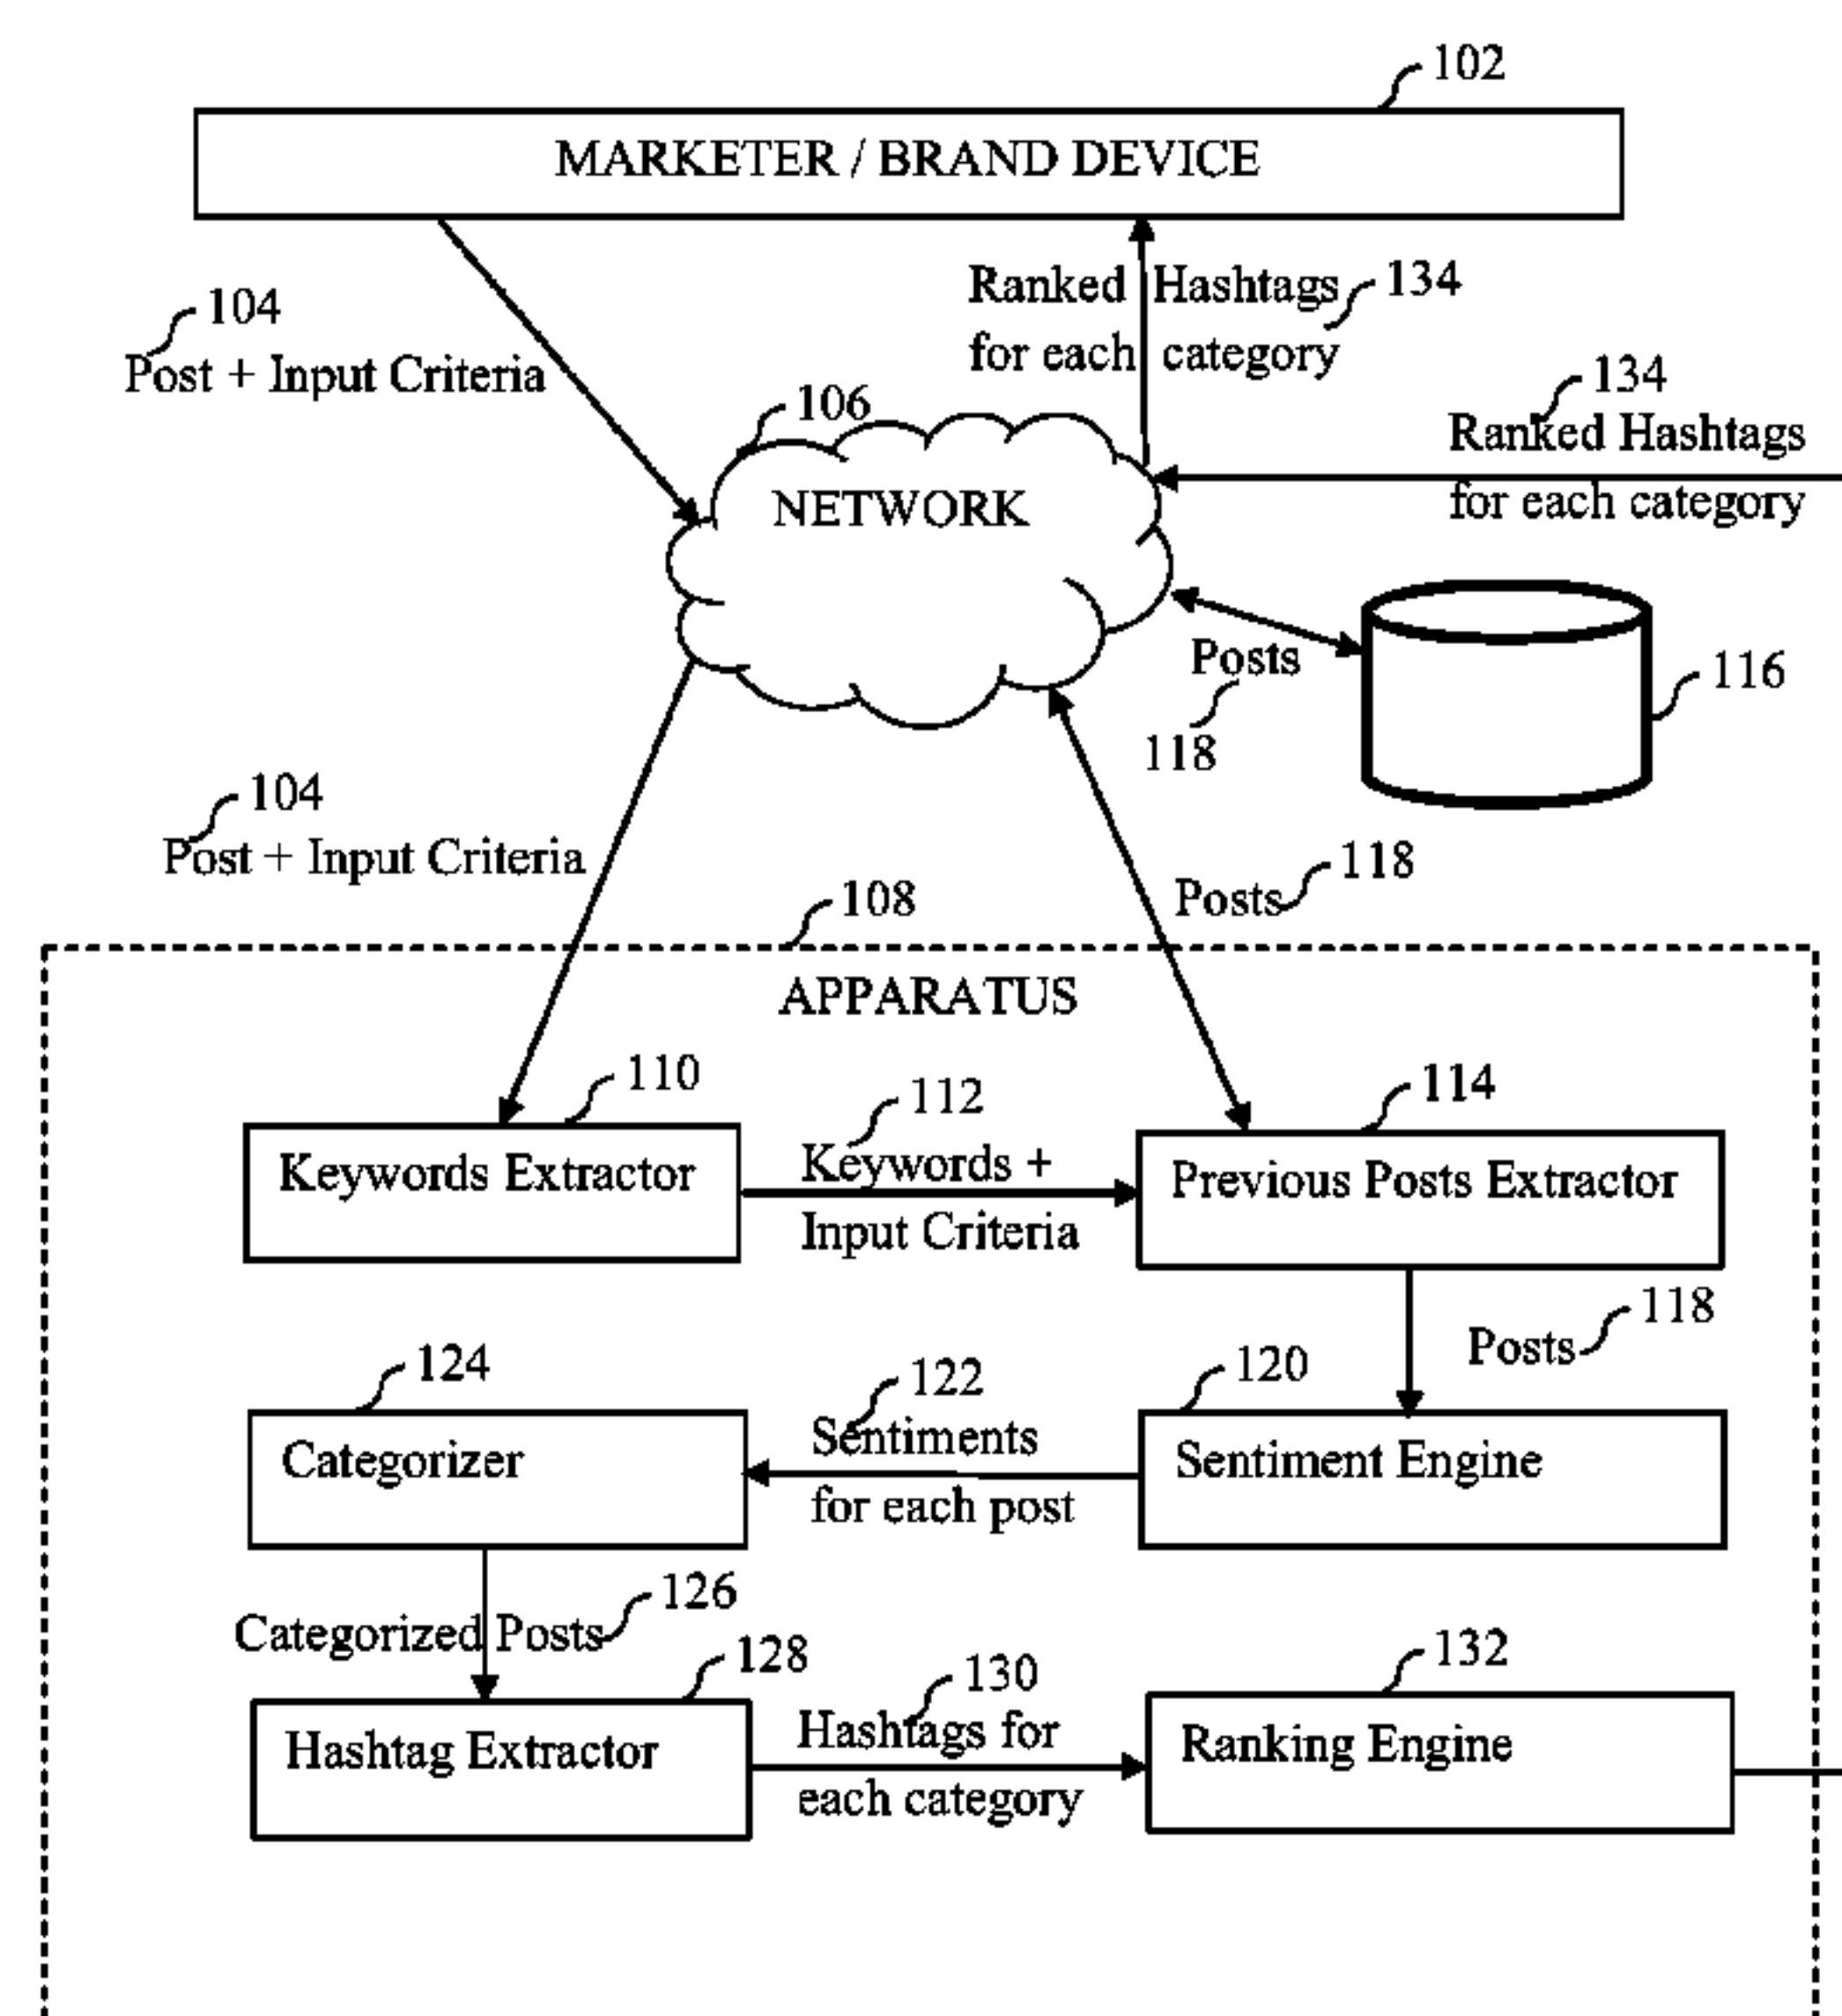 102
MARKETER / BRAND DEVICE
Ranked Hashtags
134
for each category
104
Post + Input Criteria
134
Ranked Hashtags
for each category
106
NETWORK
Posts
118
116
104
Post + Input Criteria
118
Posts
108
APPARATUS
110
Keywords Extractor
112
Keywords +
Input Criteria
114
Previous Posts Extractor
118
Posts
124
Categorizer
122
Sentiments
for each post
120
Sentiment Engine
126
Categorized Posts
128
Hashtag Extractor
130
Hashtags for
each category
132
Ranking Engine